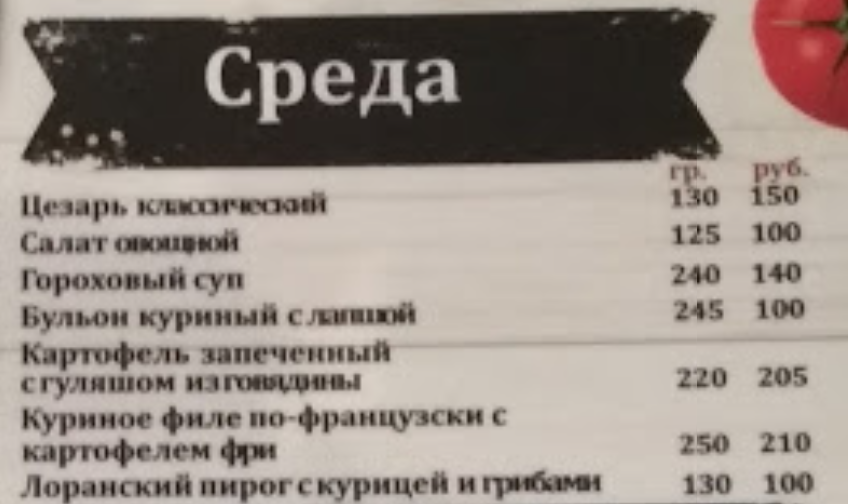 Среда
гр. руб.
Цезарь классический 130 150
Салат овощной 125 100
Гороховый суп 240 140
Бульон куриный с лапшой 245 100
Картофель запеченный
с гуляшом из говядины 220 205
Куриное филе по-французски с
картофелем фри 250 210
Лоранский пирог с курицей и грибами 130 100